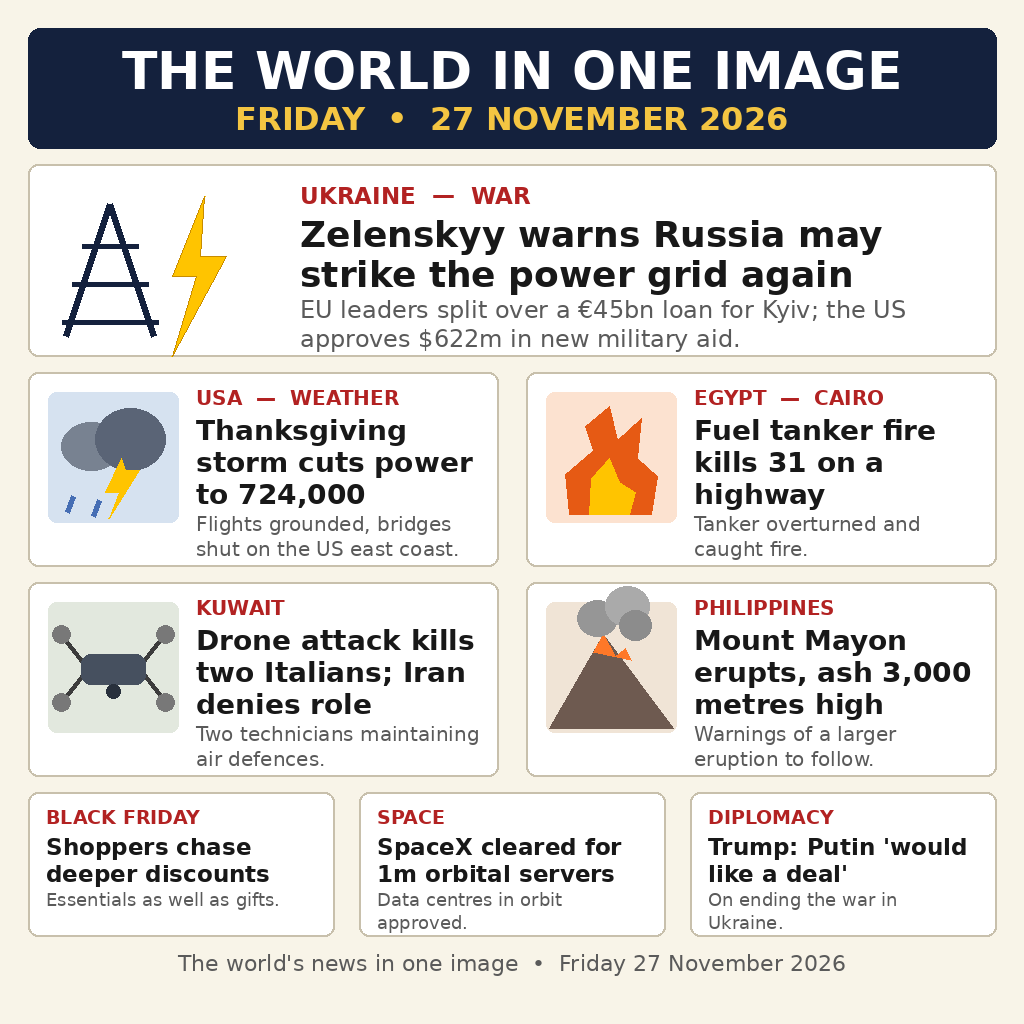 THE WORLD IN ONE IMAGE
FRIDAY • 27 NOVEMBER 2026
UKRAINE — WAR
Zelenskyy warns Russia may
strike the power grid again
EU leaders split over a €45bn loan for Kyiv; the US
approves $622m in new military aid.
USA — WEATHER
Thanksgiving
storm cuts power
to 724,000
Flights grounded, bridges
shut on the US east coast.
EGYPT — CAIRO
Fuel tanker fire
kills 31 on a
highway
Tanker overturned and
caught fire.
KUWAIT
Drone attack kills
two Italians; Iran
denies role
Two technicians maintaining
air defences.
PHILIPPINES
Mount Mayon
erupts, ash 3,000
metres high
Warnings of a larger
eruption to follow.
BLACK FRIDAY
Shoppers chase
deeper discounts
Essentials as well as gifts.
SPACE
SpaceX cleared for
1m orbital servers
Data centres in orbit
approved.
DIPLOMACY
Trump: Putin 'would
like a deal'
On ending the war in
Ukraine.
The world's news in one image • Friday 27 November 2026